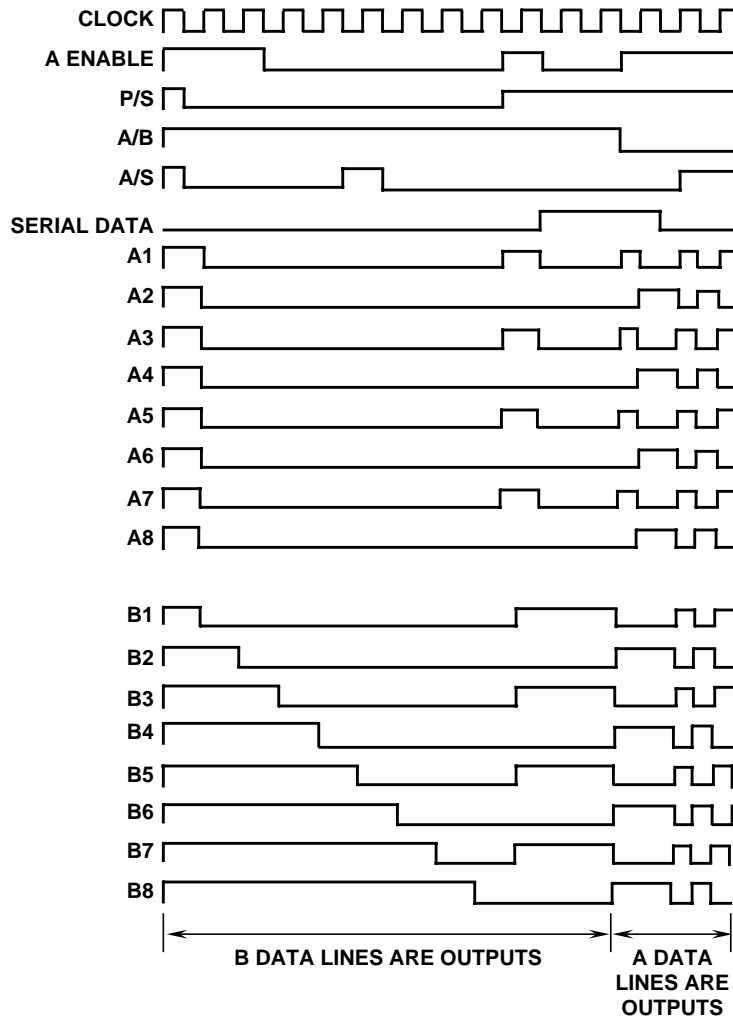 CLOCK
A ENABLE
P/S
A/B
A/S
SERIAL DATA
A1
A2
A3
A4
A5
A6
A7
A8
B1
B2
B3
B4
B5
B6
B7
B8
B DATA LINES ARE OUTPUTS
A DATA
LINES ARE
OUTPUTS